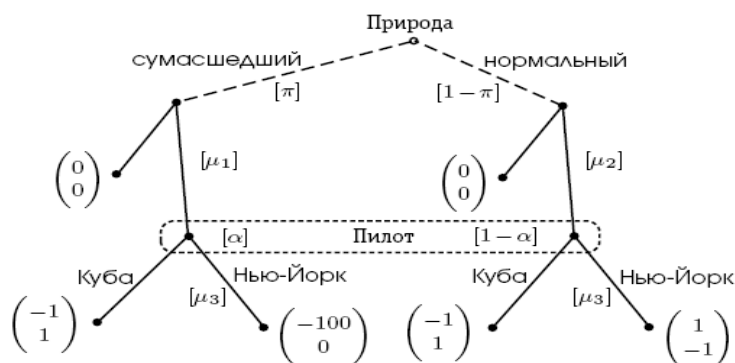 Природа
сумасшедший
нормальный
[π]
[1 − π]
(0 0)
[μ₁]
(0 0)
[μ₂]
[α]
Пилот
[1 − α]
Куба
Нью-Йорк
Куба
Нью-Йорк
[μ₃]
[μ₃]
(−1 1)
(−100 0)
(−1 1)
(1 −1)